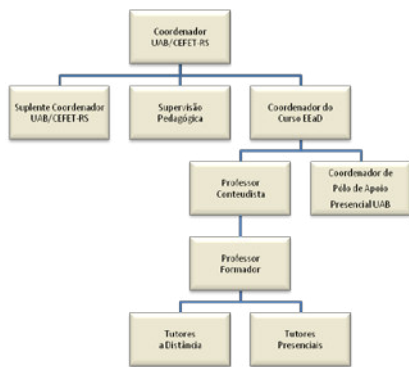 Coordenador
UAB/CEFET-RS
Suplente Coordenador
UAB/CEFET-RS
Supervisão
Pedagógica
Coordenador do
Curso EEaD
Professor
Conteudista
Coordenador de
Pólo de Apoio
Presencial UAB
Professor
Formador
Tutores
a Distância
Tutores
Presenciais